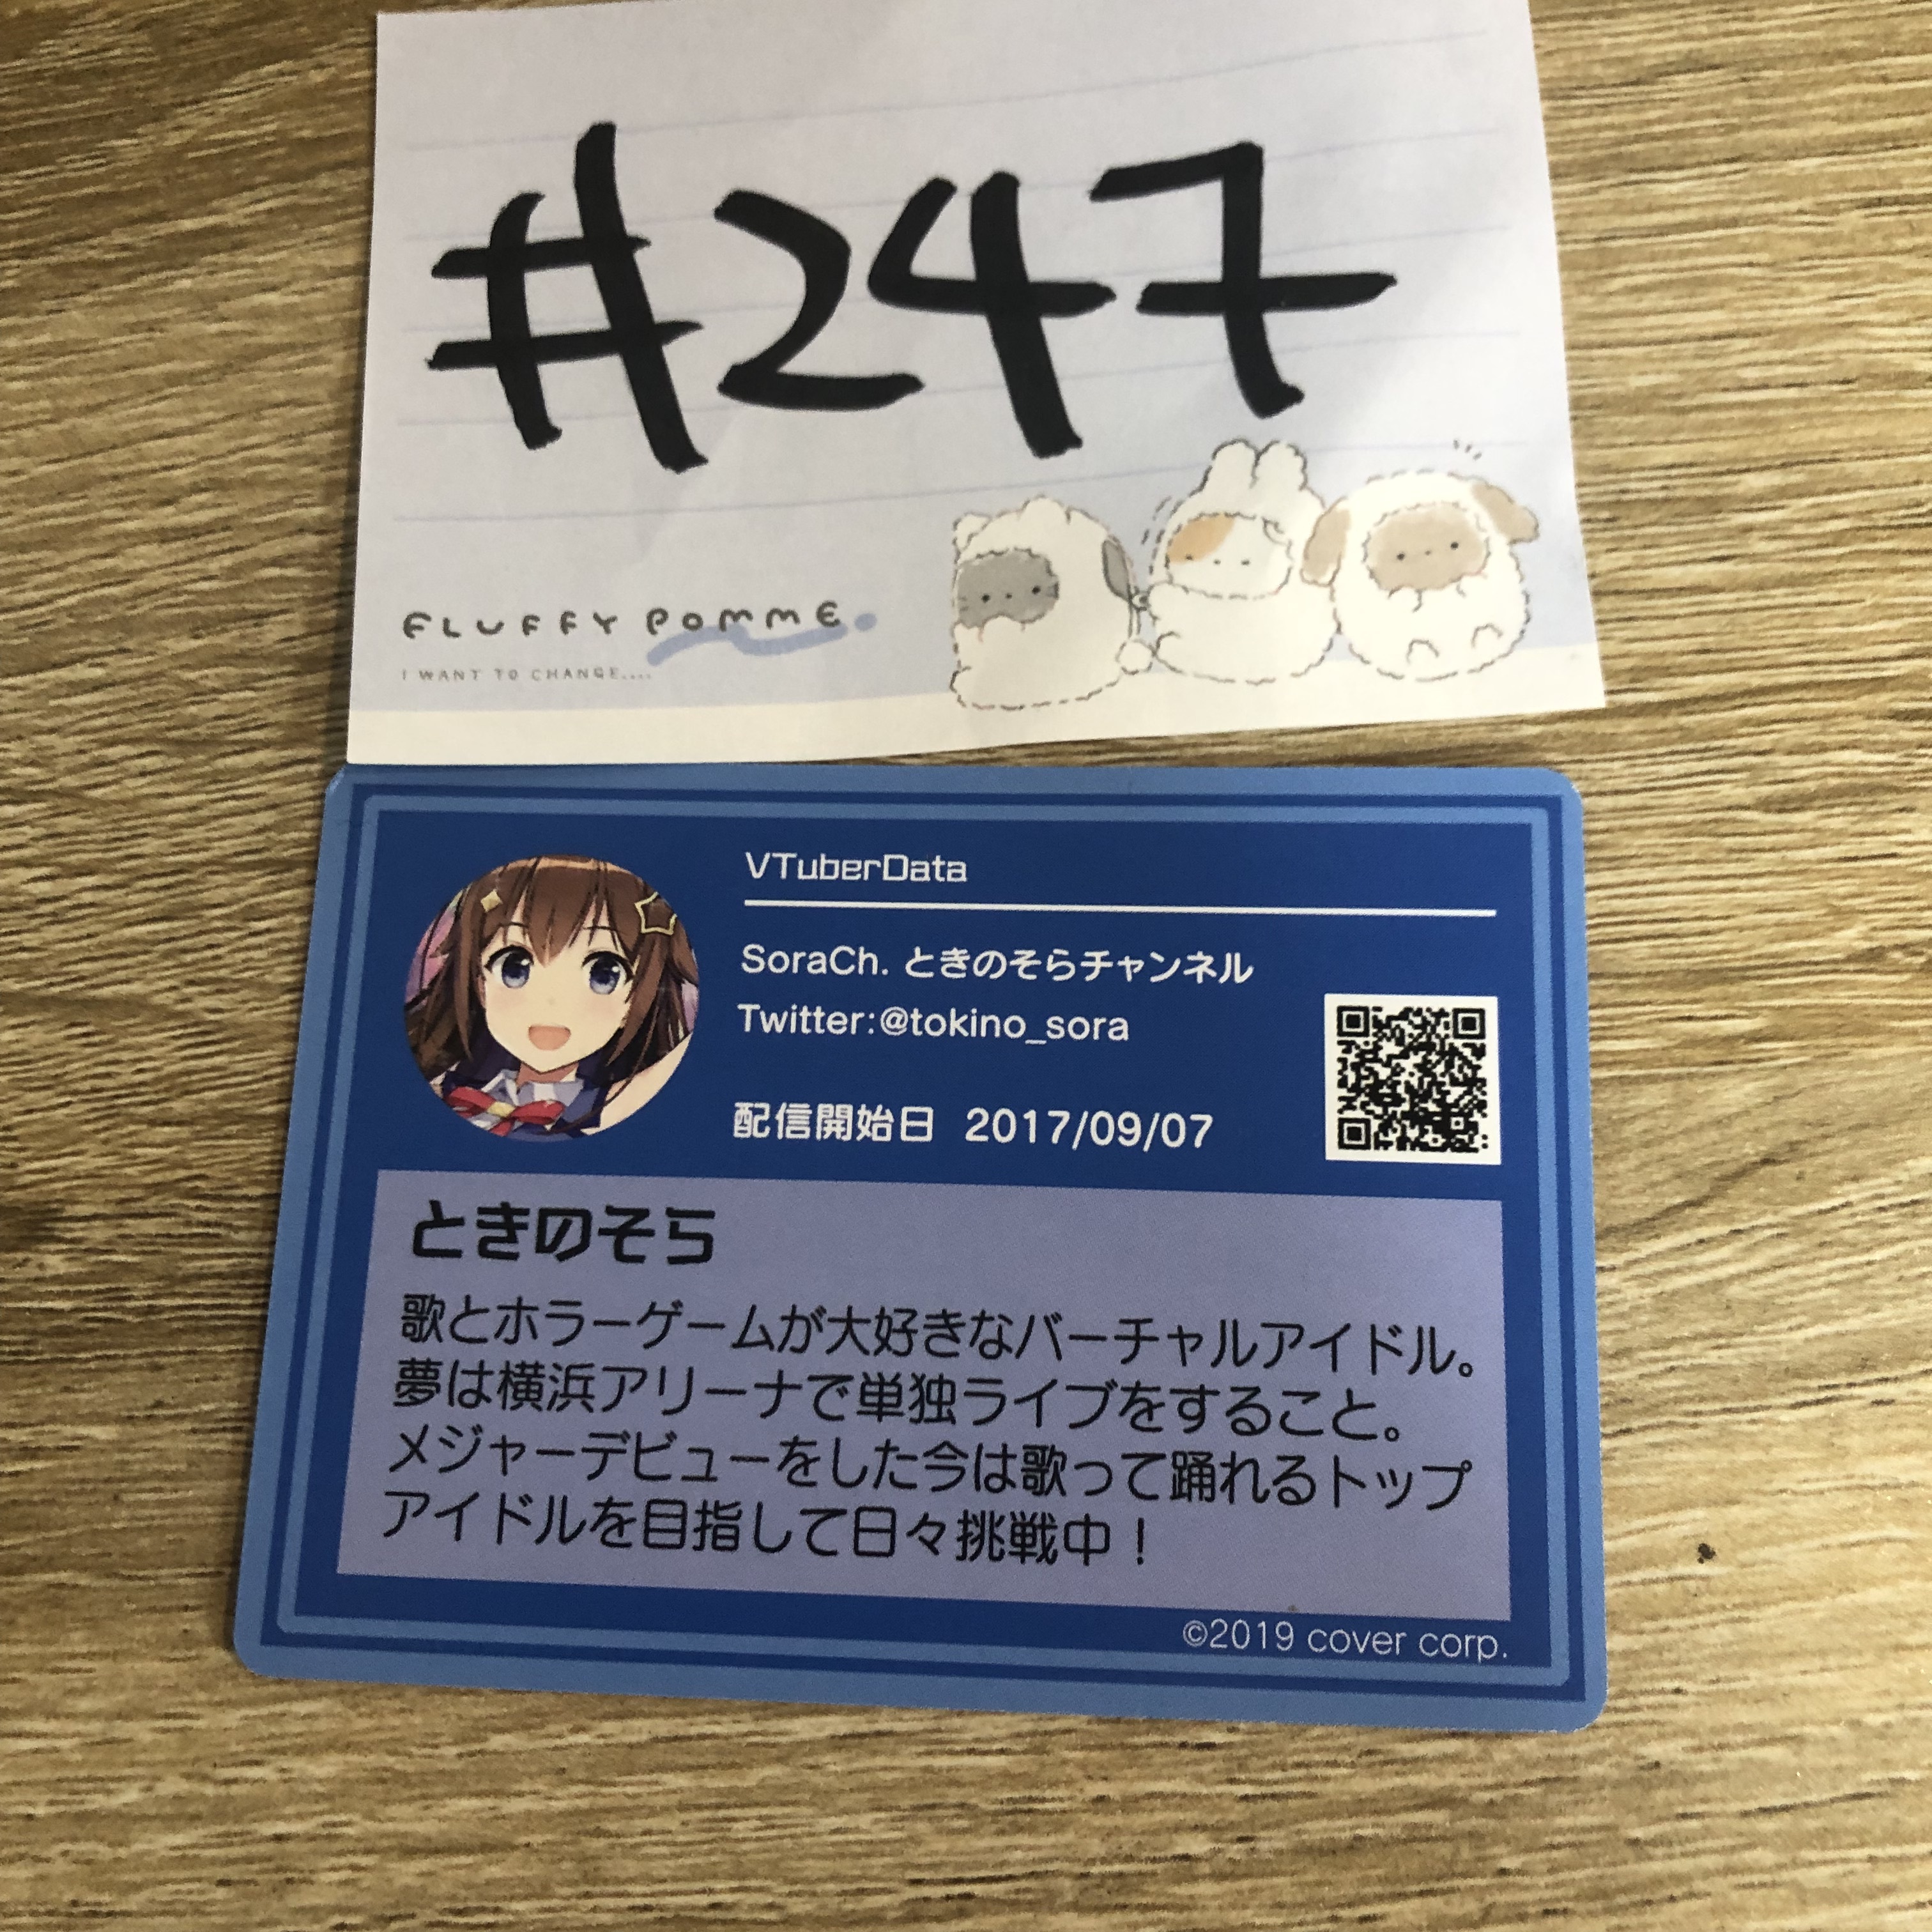 #247
FLUFFY POMME.
I WANT TO CHANGE....
VTuberData
SoraCh. ときのそらチャンネル
Twitter:@tokino_sora
配信開始日 2017/09/07
ときのそら
歌とホラーゲームが大好きなバーチャルアイドル。
夢は横浜アリーナで単独ライブをすること。
メジャーデビューをした今は歌って踊れるトップ
アイドルを目指して日々挑戦中！
©2019 cover corp.